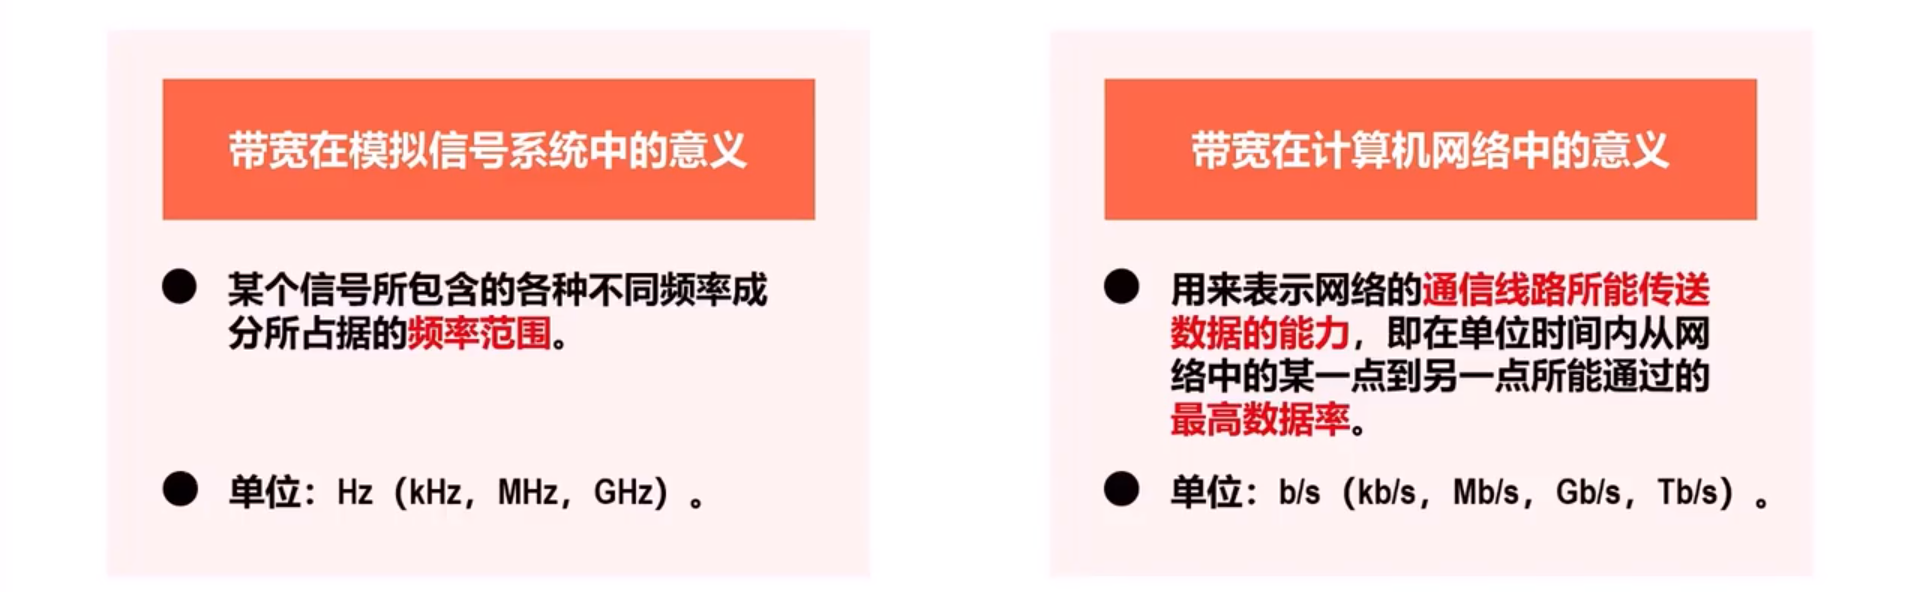 带宽在模拟信号系统中的意义
某个信号所包含的各种不同频率成
分所占据的频率范围。
单位：Hz（kHz，MHz，GHz）。
带宽在计算机网络中的意义
用来表示网络的通信线路所能传送
数据的能力，即在单位时间内从网
络中的某一点到另一点所能通过的
最高数据率。
单位：b/s（kb/s，Mb/s，Gb/s，Tb/s）。